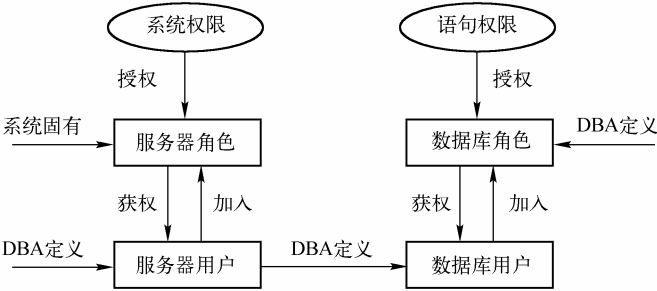 系统权限
语句权限
授权
授权
系统固有
服务器角色
数据库角色
DBA定义
获权
加入
获权
加入
DBA定义
服务器用户
DBA定义
数据库用户